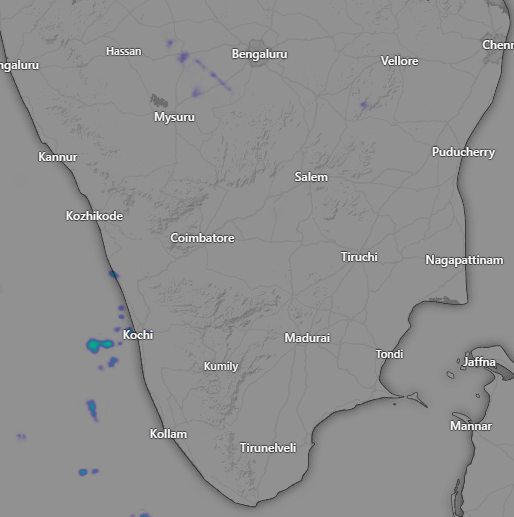 Hassan
Bengaluru
Chenn
ngaluru
Vellore
Mysuru
Kannur
Puducherry
Salem
Kozhikode
Coimbatore
Tiruchi
Nagapattinam
Kochi
Madurai
Tondi
Kumily
Jaffna
Mannar
Kollam
Tirunelveli